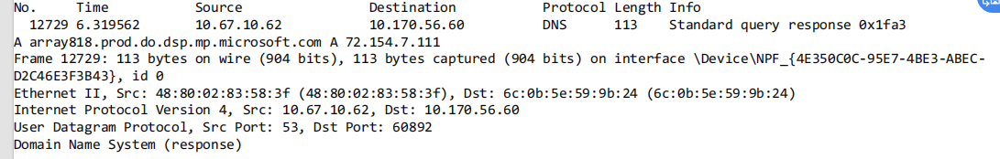 No. Time Source Destination Protocol Length Info
12729 6.319562 10.67.10.62 10.170.56.60 DNS 113 Standard query response 0x1fa3
A array818.prod.do.dsp.mp.microsoft.com A 72.154.7.111
Frame 12729: 113 bytes on wire (904 bits), 113 bytes captured (904 bits) on interface \Device\NPF_{4E350C0C-95E7-4BE3-ABEC-
D2C46E3F3B43}, id 0
Ethernet II, Src: 48:80:02:83:58:3f (48:80:02:83:58:3f), Dst: 6c:0b:5e:59:9b:24 (6c:0b:5e:59:9b:24)
Internet Protocol Version 4, Src: 10.67.10.62, Dst: 10.170.56.60
User Datagram Protocol, Src Port: 53, Dst Port: 60892
Domain Name System (response)